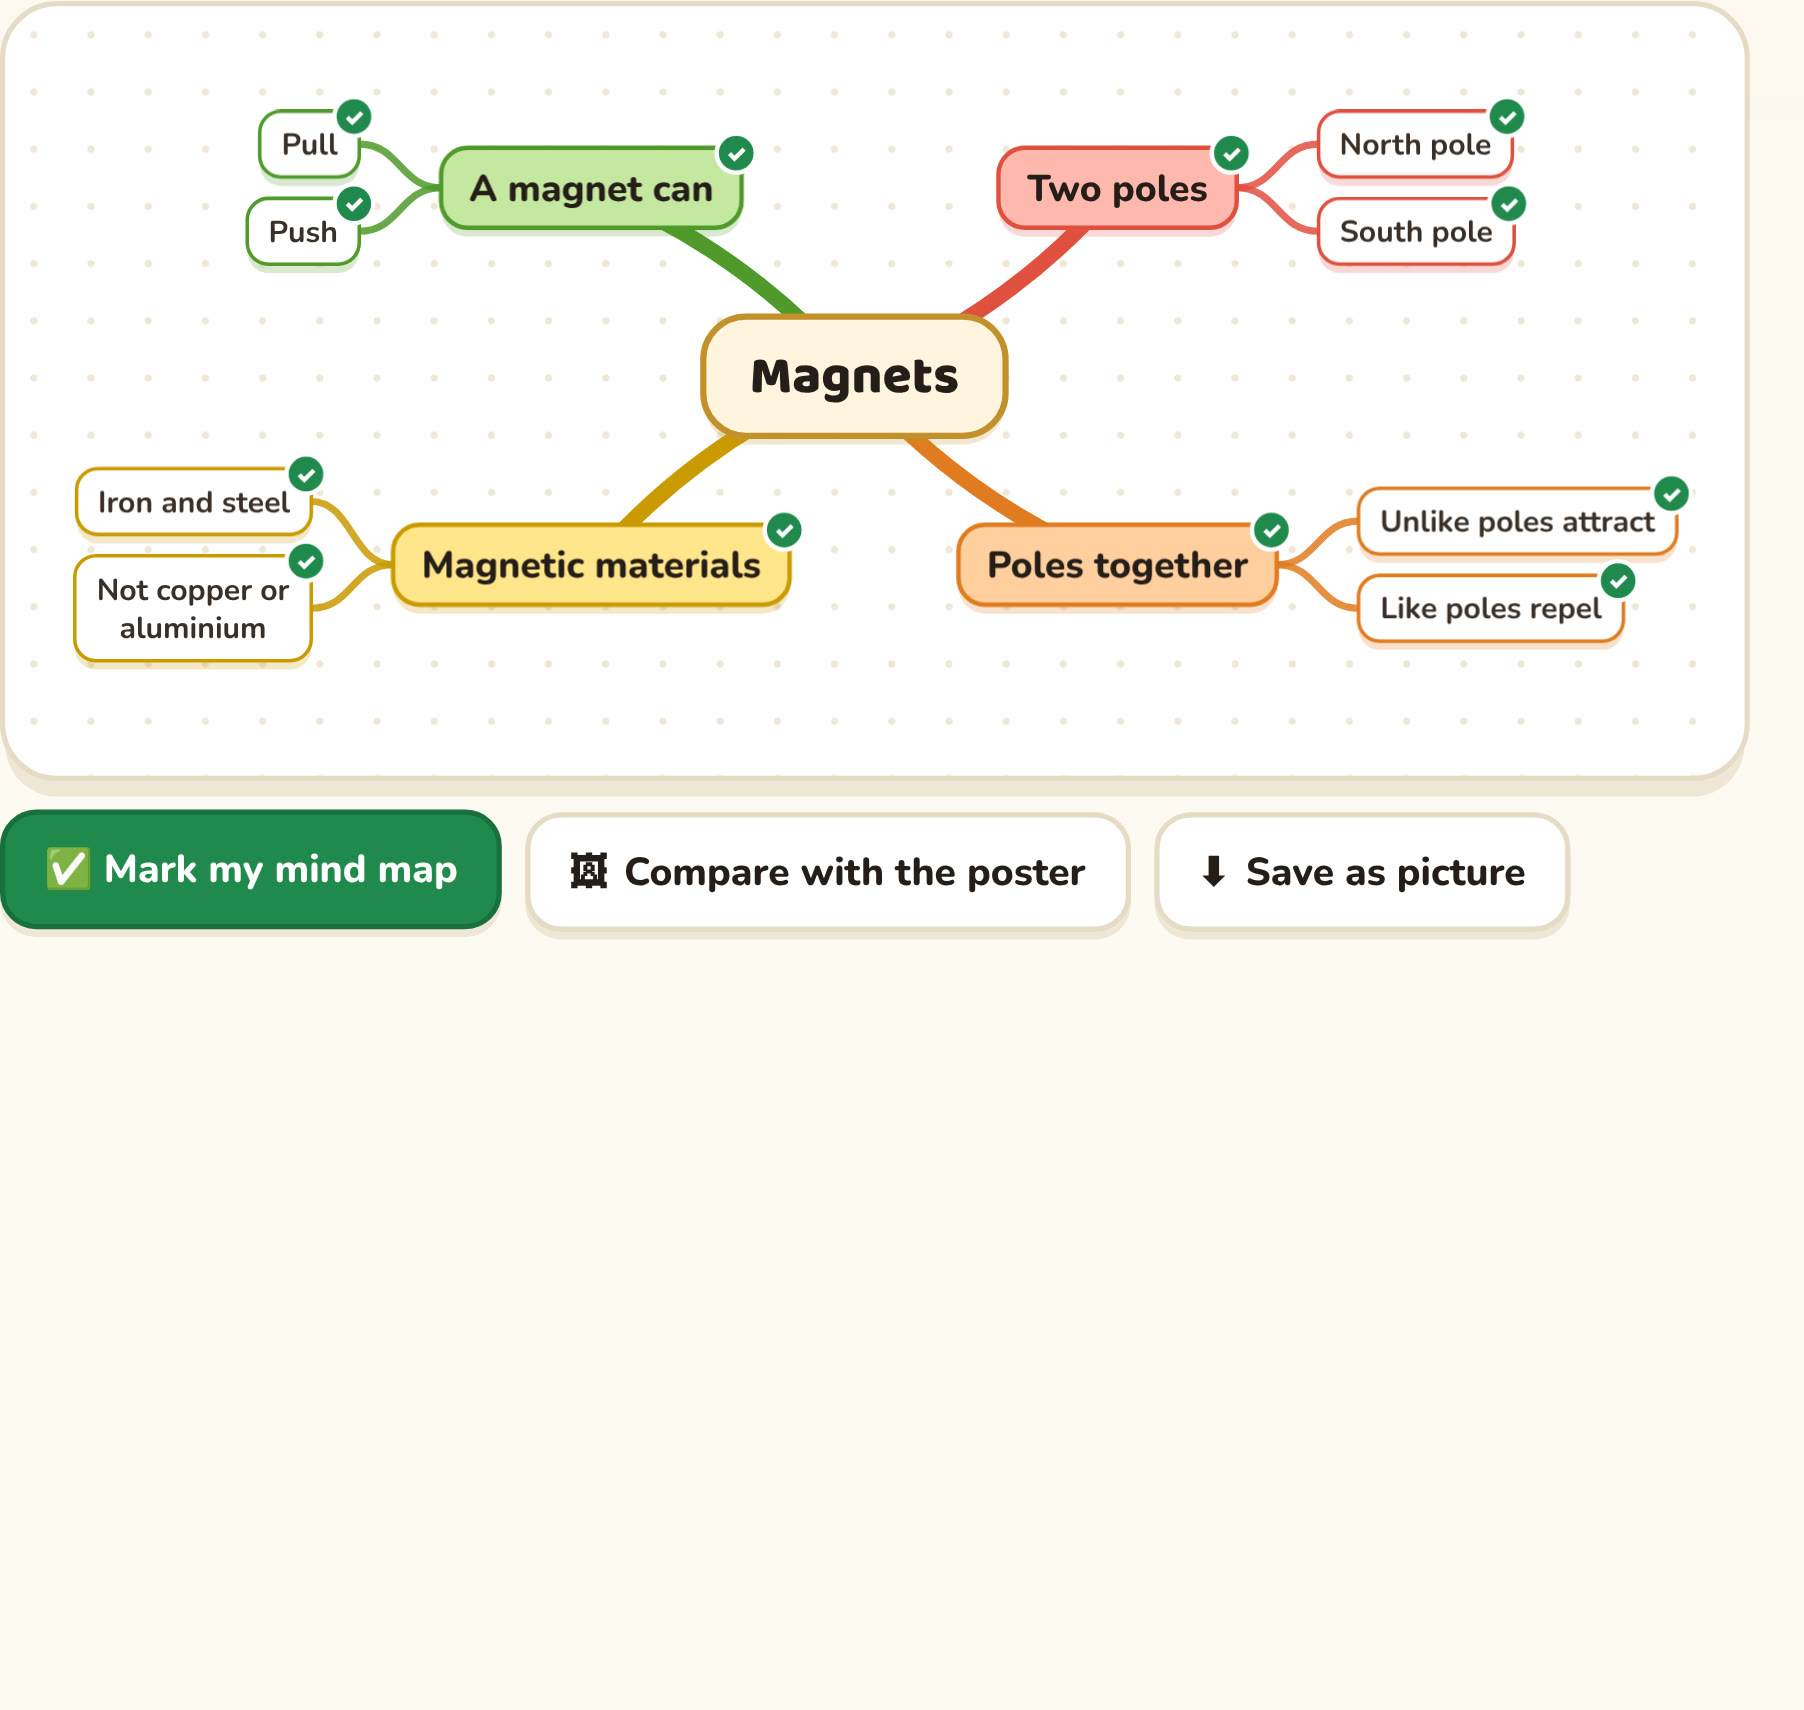 Pull
Push
A magnet can
Two poles
North pole
South pole
Magnets
Iron and steel
Not copper or
aluminium
Magnetic materials
Poles together
Unlike poles attract
Like poles repel
✅ Mark my mind map
🖼 Compare with the poster
⬇ Save as picture